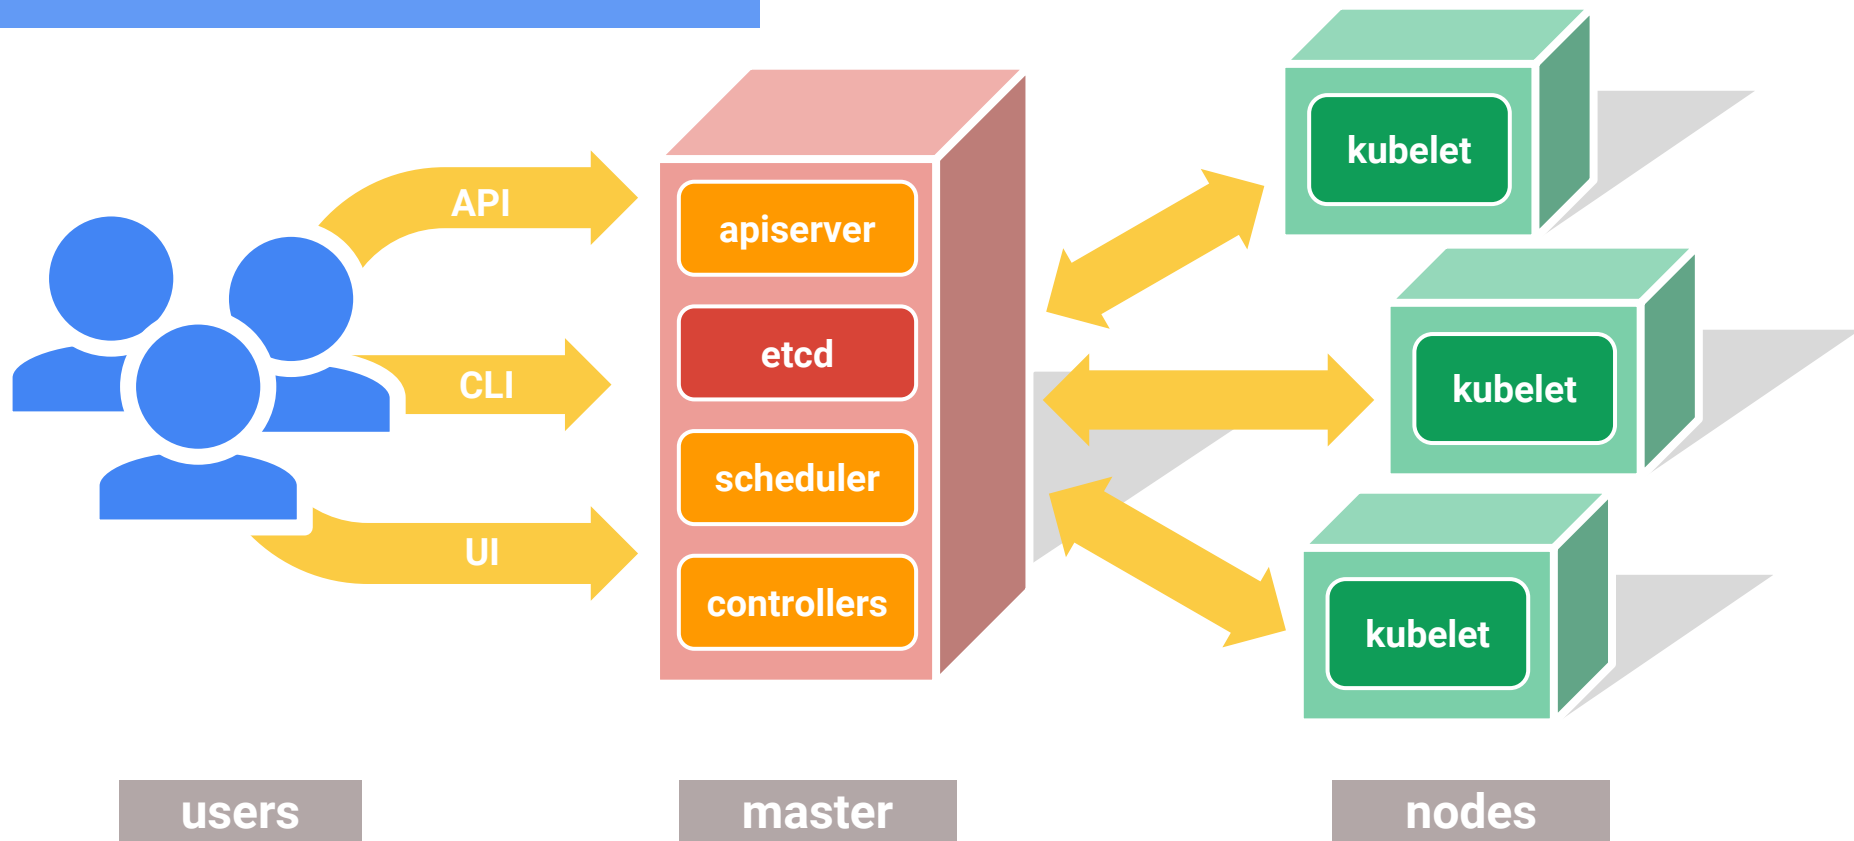 API
CLI
UI
apiserver
etcd
scheduler
controllers
kubelet
kubelet
kubelet
users
master
nodes